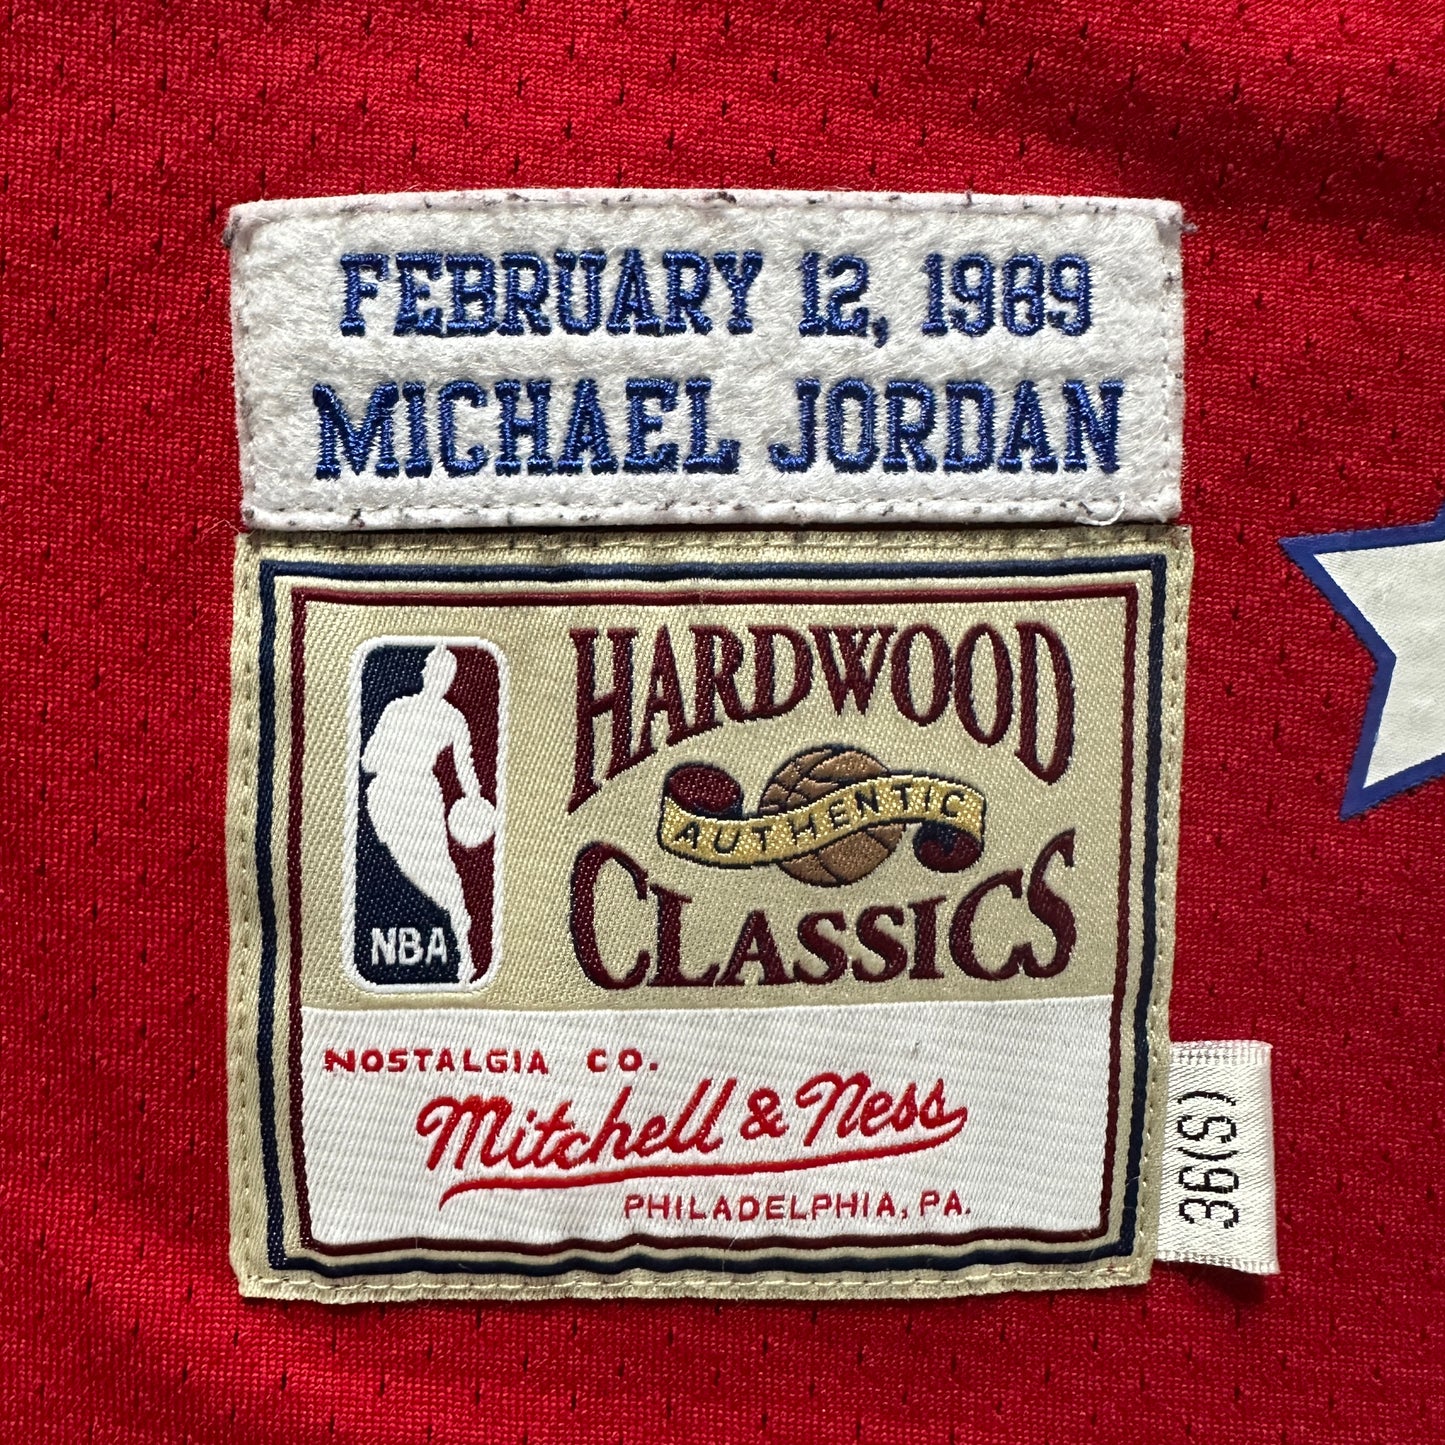 FEBRUARY 12, 1989
MICHAEL JORDAN
HARDWOOD
AUTHENTIC
CLASSICS
NBA
NOSTALGIA CO.
Mitchell & Ness
PHILADELPHIA, PA.
36(S)